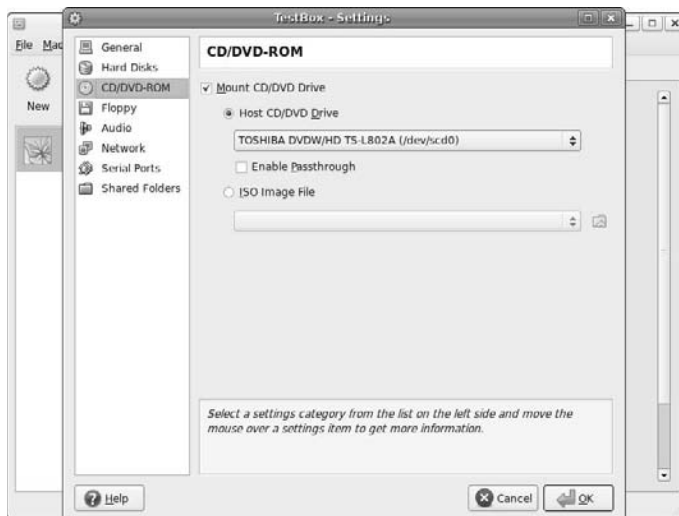 TestBox - Settings
File Mac
New
General
Hard Disks
CD/DVD-ROM
Floppy
Audio
Network
Serial Ports
Shared Folders
CD/DVD-ROM
Mount CD/DVD Drive
Host CD/DVD Drive
TOSHIBA DVDW/HD TS-L802A (/dev/scd0)
Enable Passthrough
ISO Image File
Select a settings category from the list on the left side and move the
mouse over a settings item to get more information.
Help
Cancel
OK